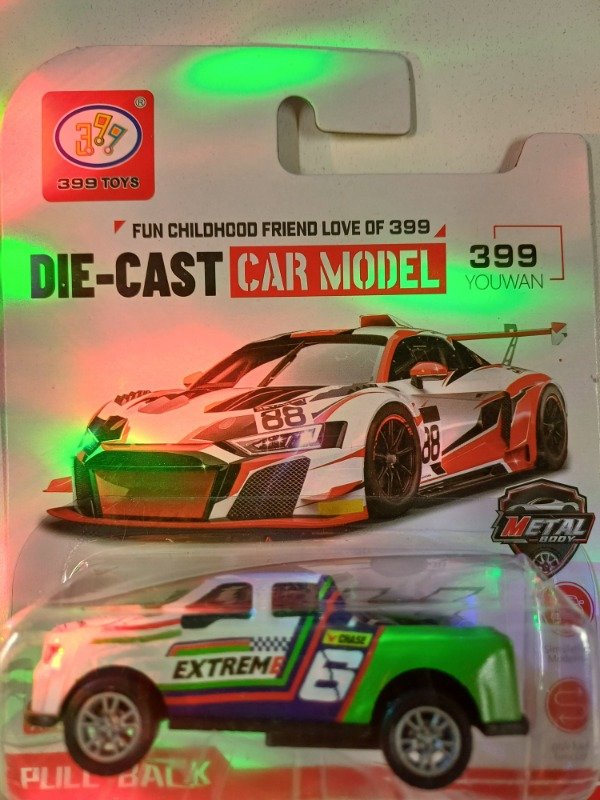 399
®
399 TOYS
FUN CHILDHOOD FRIEND LOVE OF 399
DIE-CAST CAR MODEL
399
YOUWAN
88
88
METAL
BODY
CHASE
EXTREME
6
PULL BACK